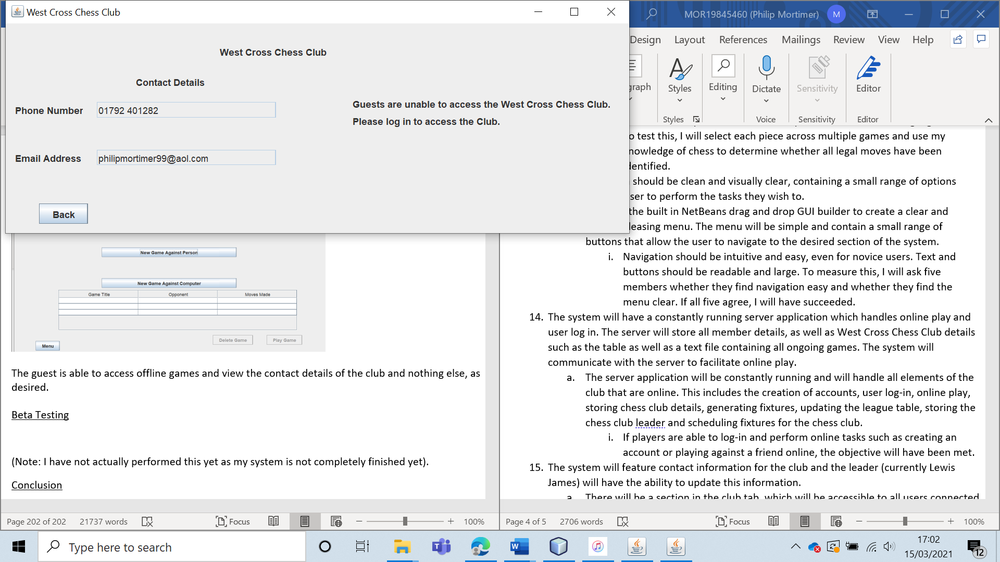 West Cross Chess Club
West Cross Chess Club
Contact Details
Phone Number 01792 401282
Guests are unable to access the West Cross Chess Club.
Please log in to access the Club.
Email Address philipmortimer99@aol.com
Back
MOR19845460 (Philip Mortimer) M
Design Layout References Mailings Review View Help
graph Styles Editing Dictate Sensitivity Editor
Styles Voice Sensitivity Editor
New Game Against Person
New Game Against Computer
Game Title Opponent Moves Made
Delete Game Play Game
Menu
The guest is able to access offline games and view the contact details of the club and nothing else, as
desired.
Beta Testing
(Note: I have not actually performed this yet as my system is not completely finished yet).
Conclusion
o test this, I will select each piece across multiple games and use my
nowledge of chess to determine whether all legal moves have been
dentified.
should be clean and visually clear, containing a small range of options
ser to perform the tasks they wish to.
the built in NetBeans drag and drop GUI builder to create a clear and
leasing menu. The menu will be simple and contain a small range of
buttons that allow the user to navigate to the desired section of the system.
i. Navigation should be intuitive and easy, even for novice users. Text and
buttons should be readable and large. To measure this, I will ask five
members whether they find navigation easy and whether they find the
menu clear. If all five agree, I will have succeeded.
14. The system will have a constantly running server application which handles online play and
user log in. The server will store all member details, as well as West Cross Chess Club details
such as the table as well as a text file containing all ongoing games. The system will
communicate with the server to facilitate online play.
a. The server application will be constantly running and will handle all elements of the
club that are online. This includes the creation of accounts, user log-in, online play,
storing chess club details, generating fixtures, updating the league table, storing the
chess club leader and scheduling fixtures for the chess club.
i. If players are able to log-in and perform online tasks such as creating an
account or playing against a friend online, the objective will have been met.
15. The system will feature contact information for the club and the leader (currently Lewis
James) will have the ability to update this information.
a. There will be a section in the club tab, which will be accessible to all users connected
Page 202 of 202 21737 words Focus 100%
Page 4 of 5 2706 words Focus 100%
Type here to search
17:02
15/03/2021
12